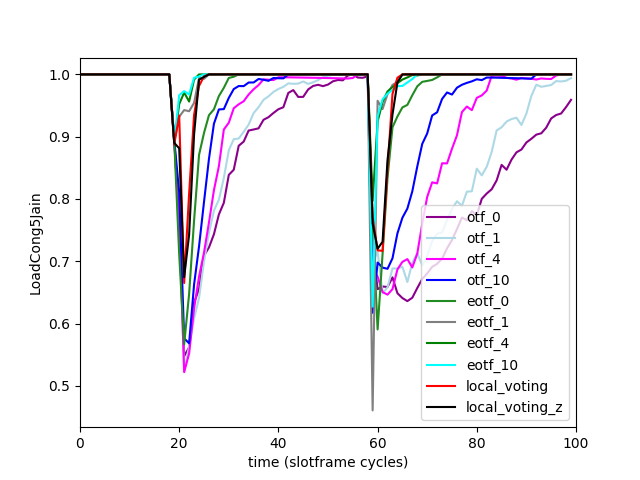 1.0
0.9
0.8
0.7
0.6
0.5
LoadCong5Jain
0
20
40
60
80
100
time (slotframe cycles)
otf_0
otf_1
otf_4
otf_10
eotf_0
eotf_1
eotf_4
eotf_10
local_voting
local_voting_z